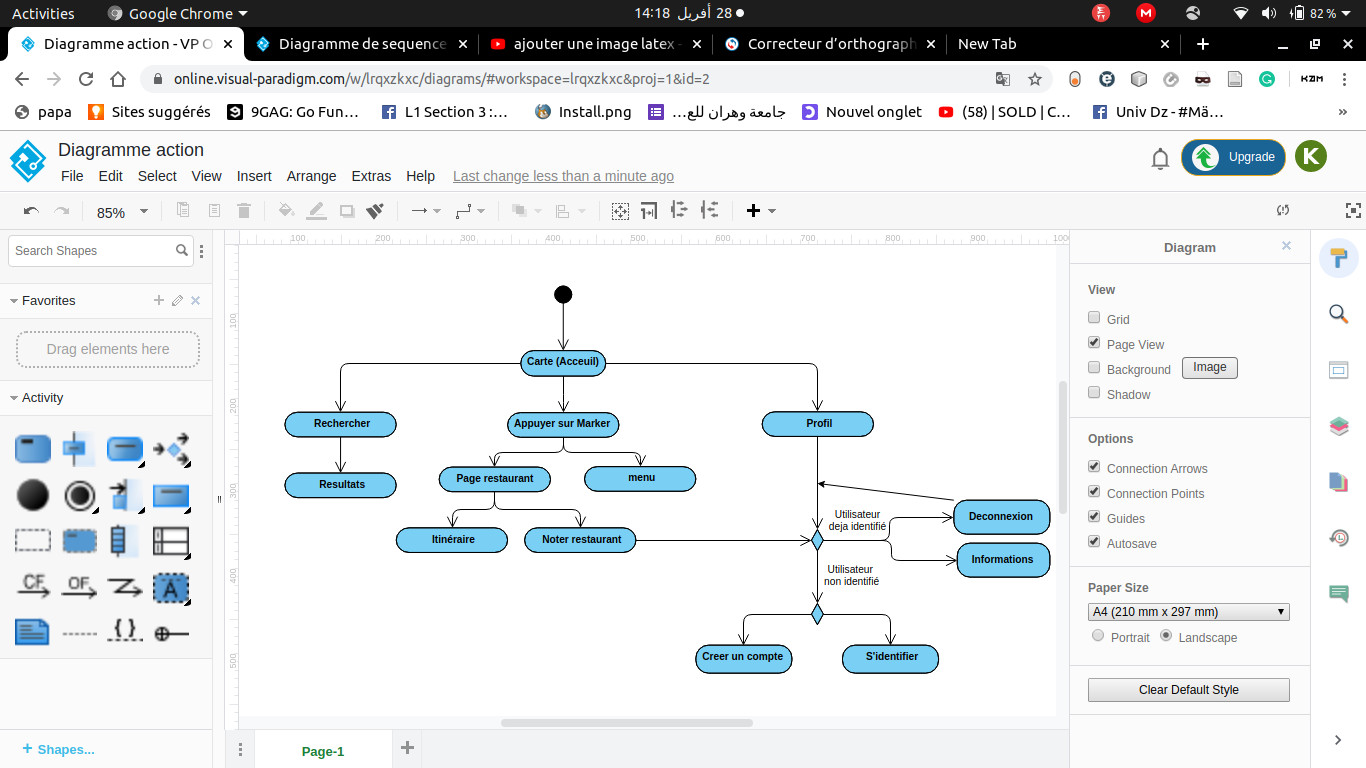 Activities
Google Chrome
28 أفريل 14:18
82 %
Diagramme action - VP O
Diagramme de sequence
ajouter une image latex -
Correcteur d'orthograph
New Tab
online.visual-paradigm.com/w/lrqxzkxc/diagrams/#workspace=lrqxzkxc&proj=1&id=2
papa
Sites suggérés
9GAG: Go Fun…
L1 Section 3 :…
Install.png
جامعة وهران للع…
Nouvel onglet
(58) | SOLD | C…
Univ Dz - #Mä…
»
Diagramme action
File Edit Select View Insert Arrange Extras Help Last change less than a minute ago
Upgrade
K
85%
Search Shapes
Favorites
Drag elements here
Activity
CF
OF
A
{ }
+ Shapes...
100 200 300 400 500 600 700 800 900 1000
100
200
300
400
500
Carte (Acceuil)
Rechercher
Appuyer sur Marker
Profil
Resultats
Page restaurant
menu
Itinéraire
Noter restaurant
Utilisateur
deja identifié
Deconnexion
Informations
Utilisateur
non identifié
Creer un compte
S'identifier
Page-1
Diagram
View
Grid
Page View
Background
Image
Shadow
Options
Connection Arrows
Connection Points
Guides
Autosave
Paper Size
A4 (210 mm x 297 mm)
Portrait
Landscape
Clear Default Style